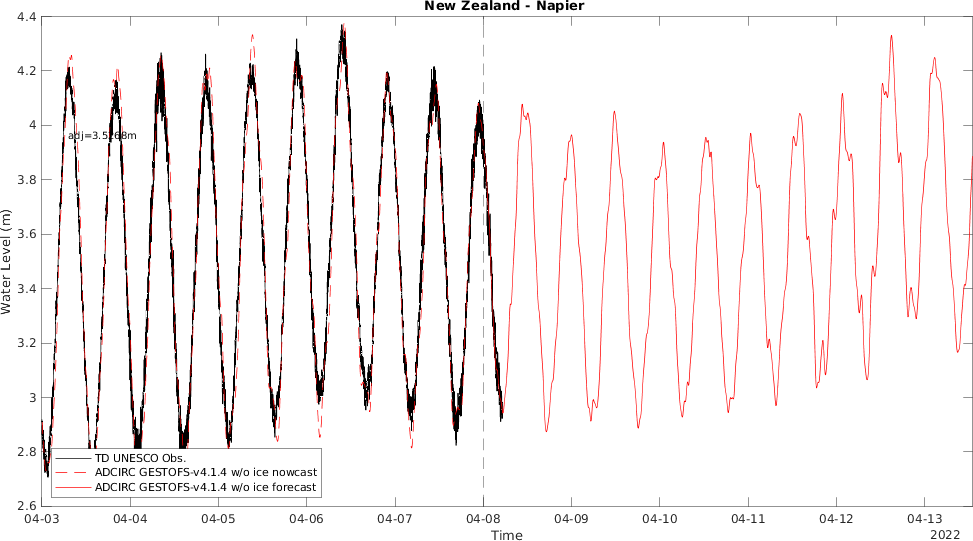 New Zealand - Napier
4.4
4.2
4
3.8
3.6
3.4
3.2
3
2.8
2.6
Water Level (m)
adj=3.5268m
TD UNESCO Obs.
ADCIRC GESTOFS-v4.1.4 w/o ice nowcast
ADCIRC GESTOFS-v4.1.4 w/o ice forecast
04-03 04-04 04-05 04-06 04-07 04-08 04-09 04-10 04-11 04-12 04-13
Time
2022